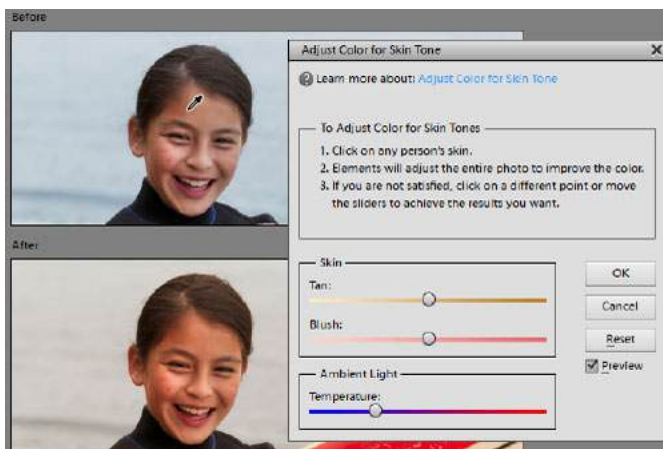 Before
Adjust Color for Skin Tone
Learn more about: Adjust Color for Skin Tone
To Adjust Color for Skin Tones
1. Click on any person's skin.
2. Elements will adjust the entire photo to improve the color.
3. If you are not satisfied, click on a different point or move
the sliders to achieve the results you want.
After
Skin
Tan:
Blush:
Ambient Light
Temperature:
OK
Cancel
Reset
Preview